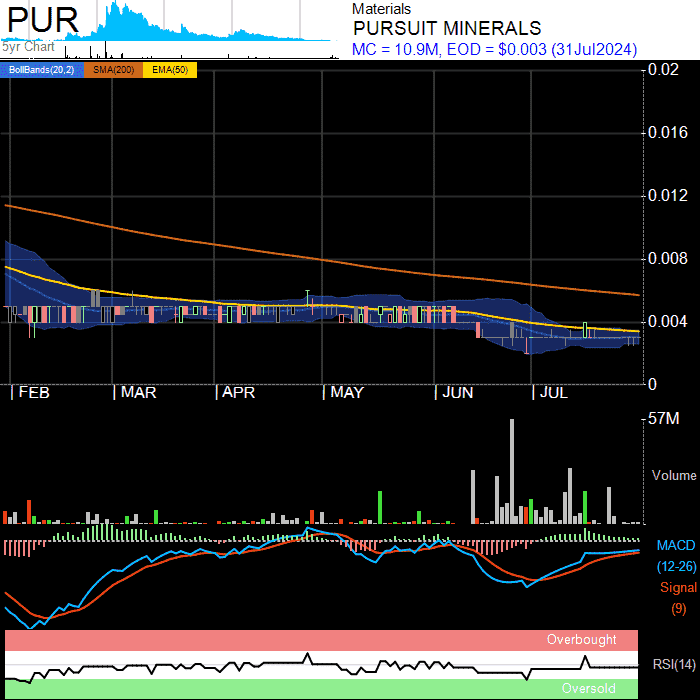 PUR
5yr Chart
Materials
PURSUIT MINERALS
MC = 10.9M, EOD = $0.003 (31Jul2024)
BollBands(20,2) SMA(200) EMA(50)
0.02
0.016
0.012
0.008
0.004
0
FEB MAR APR MAY JUN JUL
57M
Volume
MACD
(12-26)
Signal
(9)
Overbought
RSI(14)
Oversold